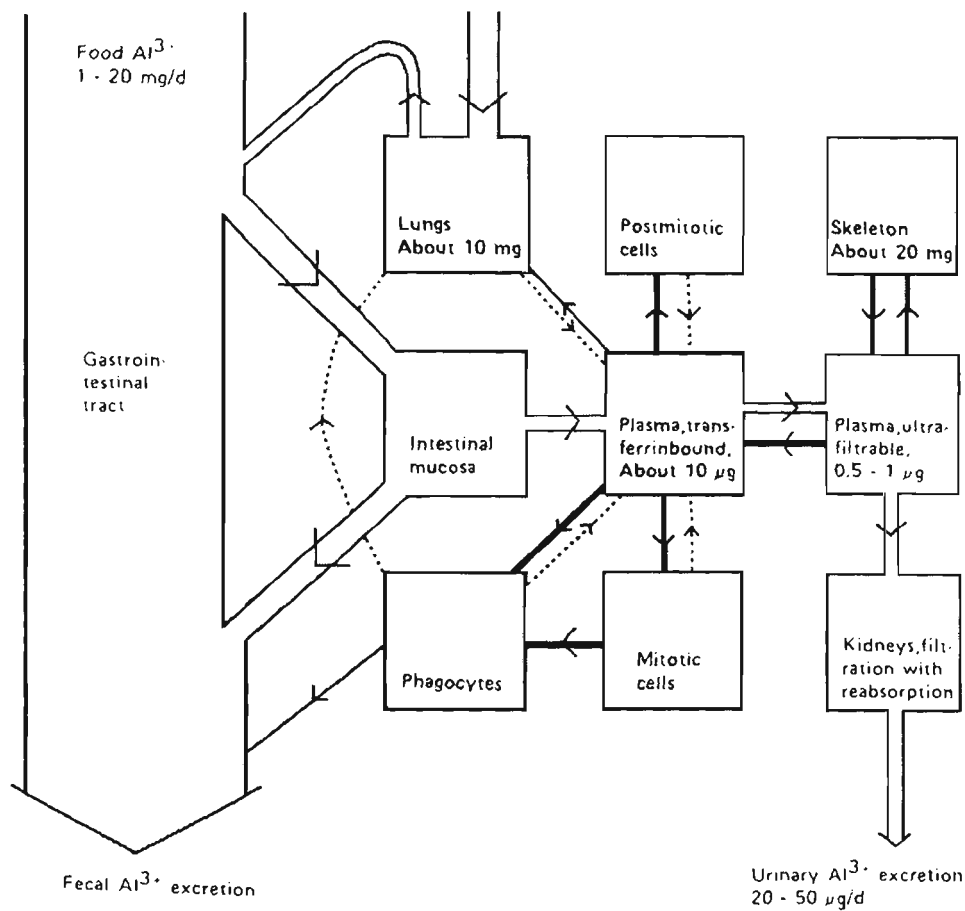 Food Al³⁺
1 - 20 mg/d
Lungs
About 10 mg
Postmitotic
cells
Skeleton
About 20 mg
Gastroin-
testinal
tract
Intestinal
mucosa
Plasma, trans-
ferrinbound,
About 10 µg
Plasma, ultra-
filtrable,
0.5 - 1 µg
Phagocytes
Mitotic
cells
Kidneys, filt-
ration with
reabsorption
Fecal Al³⁺ excretion
Urinary Al³⁺ excretion
20 - 50 µg/d